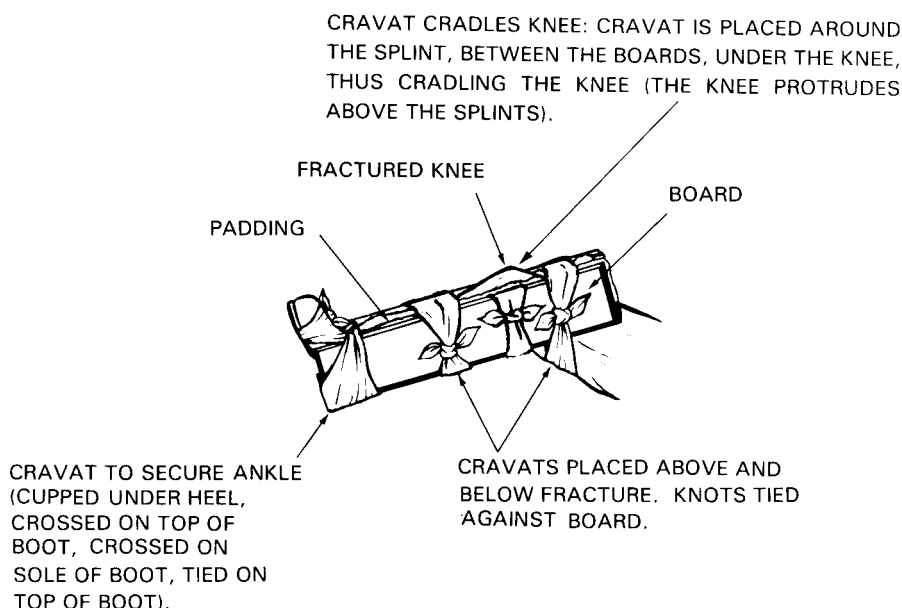 CRAVAT CRADLES KNEE: CRAVAT IS PLACED AROUND
THE SPLINT, BETWEEN THE BOARDS, UNDER THE KNEE,
THUS CRADLING THE KNEE (THE KNEE PROTRUDES
ABOVE THE SPLINTS).
FRACTURED KNEE
BOARD
PADDING
CRAVAT TO SECURE ANKLE
(CUPPED UNDER HEEL,
CROSSED ON TOP OF
BOOT, CROSSED ON
SOLE OF BOOT, TIED ON
TOP OF BOOT).
CRAVATS PLACED ABOVE AND
BELOW FRACTURE. KNOTS TIED
AGAINST BOARD.